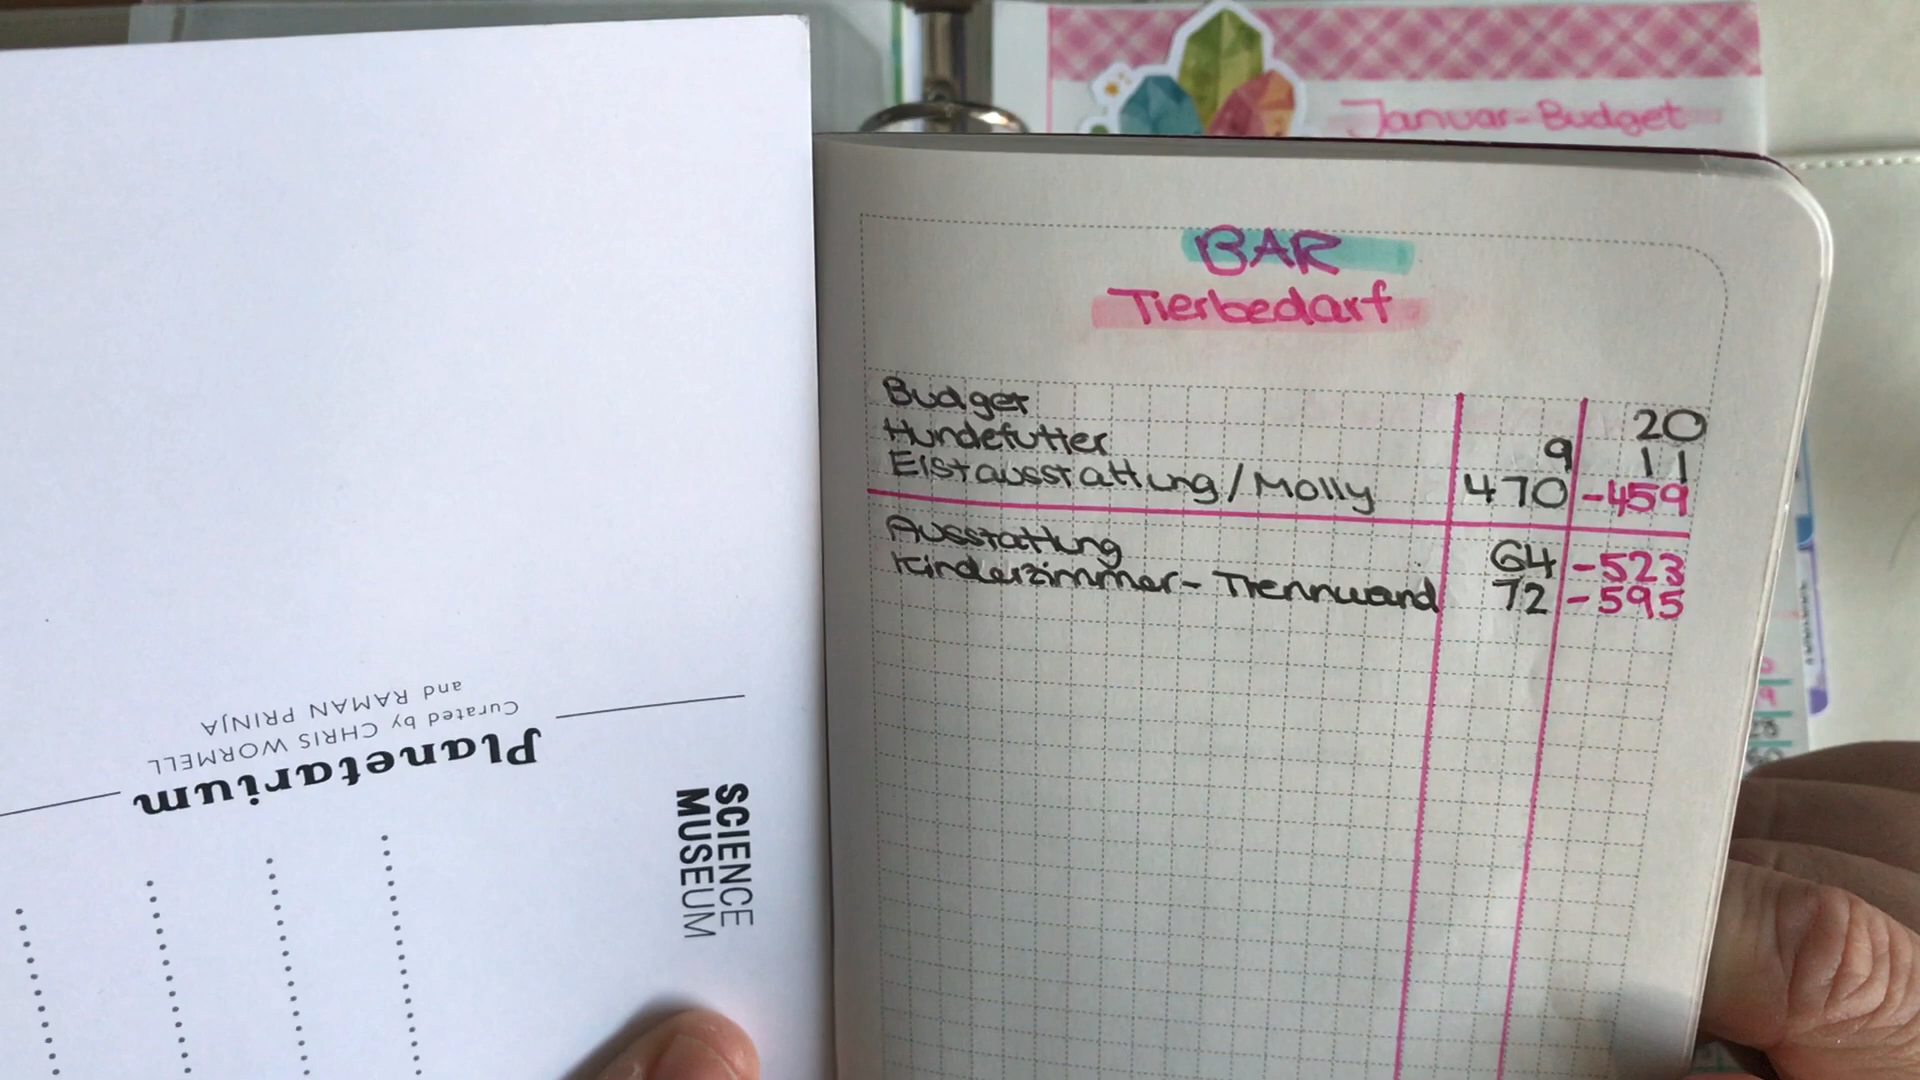 Januar-Budget
BAR
Tierbedarf
Budget 20
Hundefutter 9 11
Elstausstattung/Molly 470 -459
Ausstattung 64 -523
Kinderzimmer-Trennwand 72 -595
Planetarium
Curated by CHRIS WORMELL
and RAMAN PRINJA
SCIENCE
MUSEUM